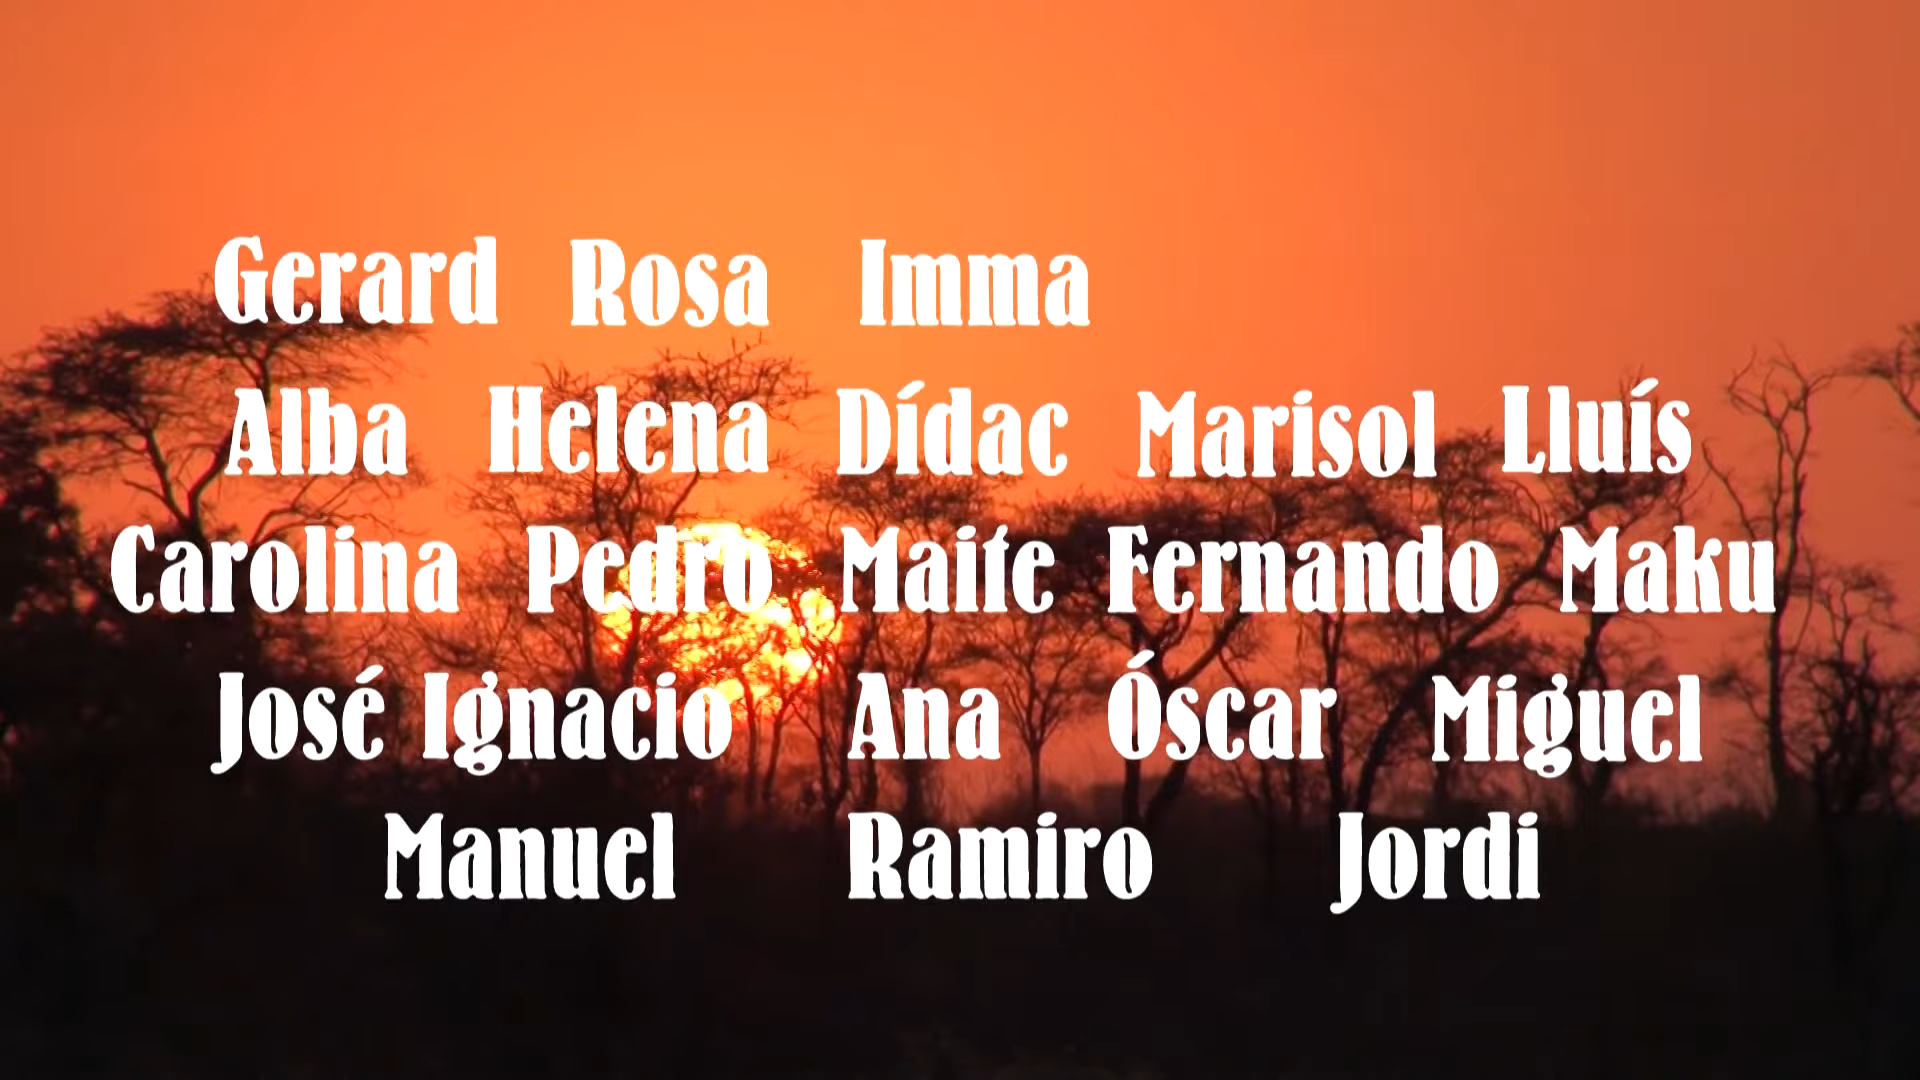 Gerard Rosa Imma
Alba Helena Dídac Marisol Lluís
Carolina Pedro Maite Fernando Maku
José Ignacio Ana Óscar Miguel
Manuel Ramiro Jordi